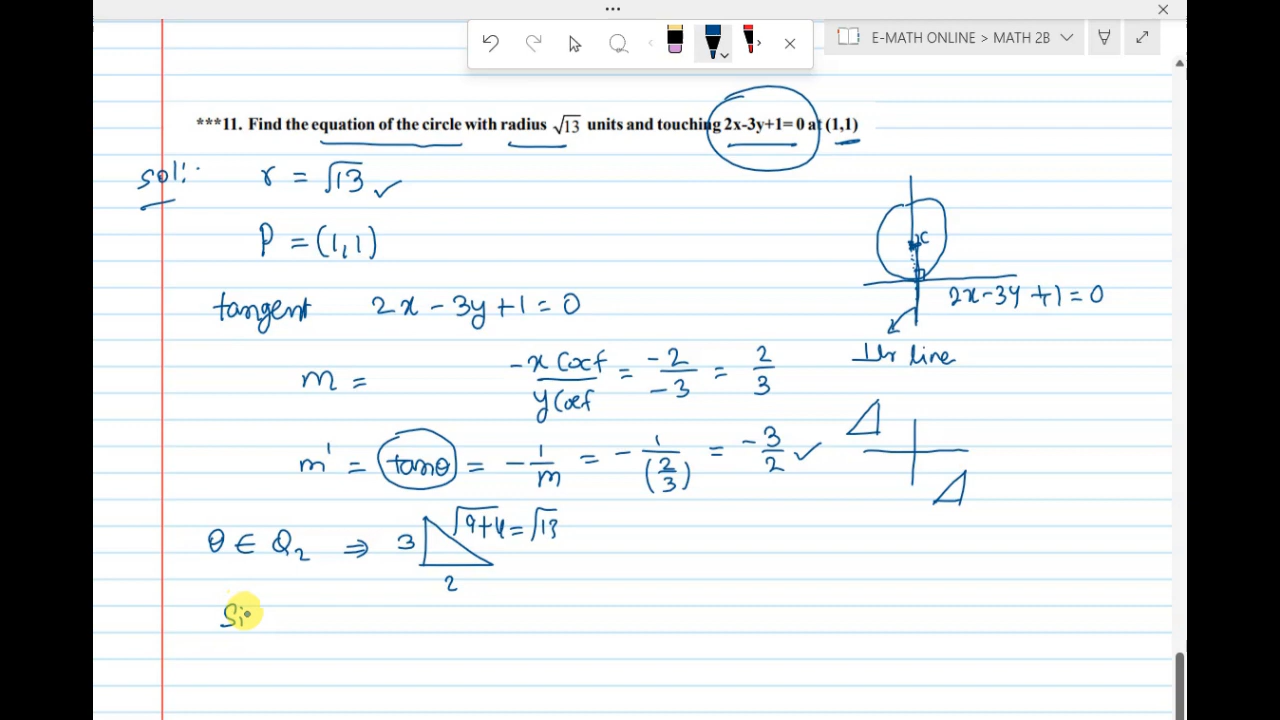 E-MATH ONLINE > MATH 2B
***11. Find the equation of the circle with radius √13 units and touching 2x-3y+1= 0 at (1,1)
Sol:
r = √13 ✓
P = (1,1)
C
tangent 2x - 3y + 1 = 0
2x-3y+1=0
⊥lr line
m = -x Coef / y Coef = -2/-3 = 2/3
m' = tanθ = -1/m = -1/(2/3) = -3/2 ✓
θ ∈ Q₂ ⇒ 3 √9+4 = √13
2
Si